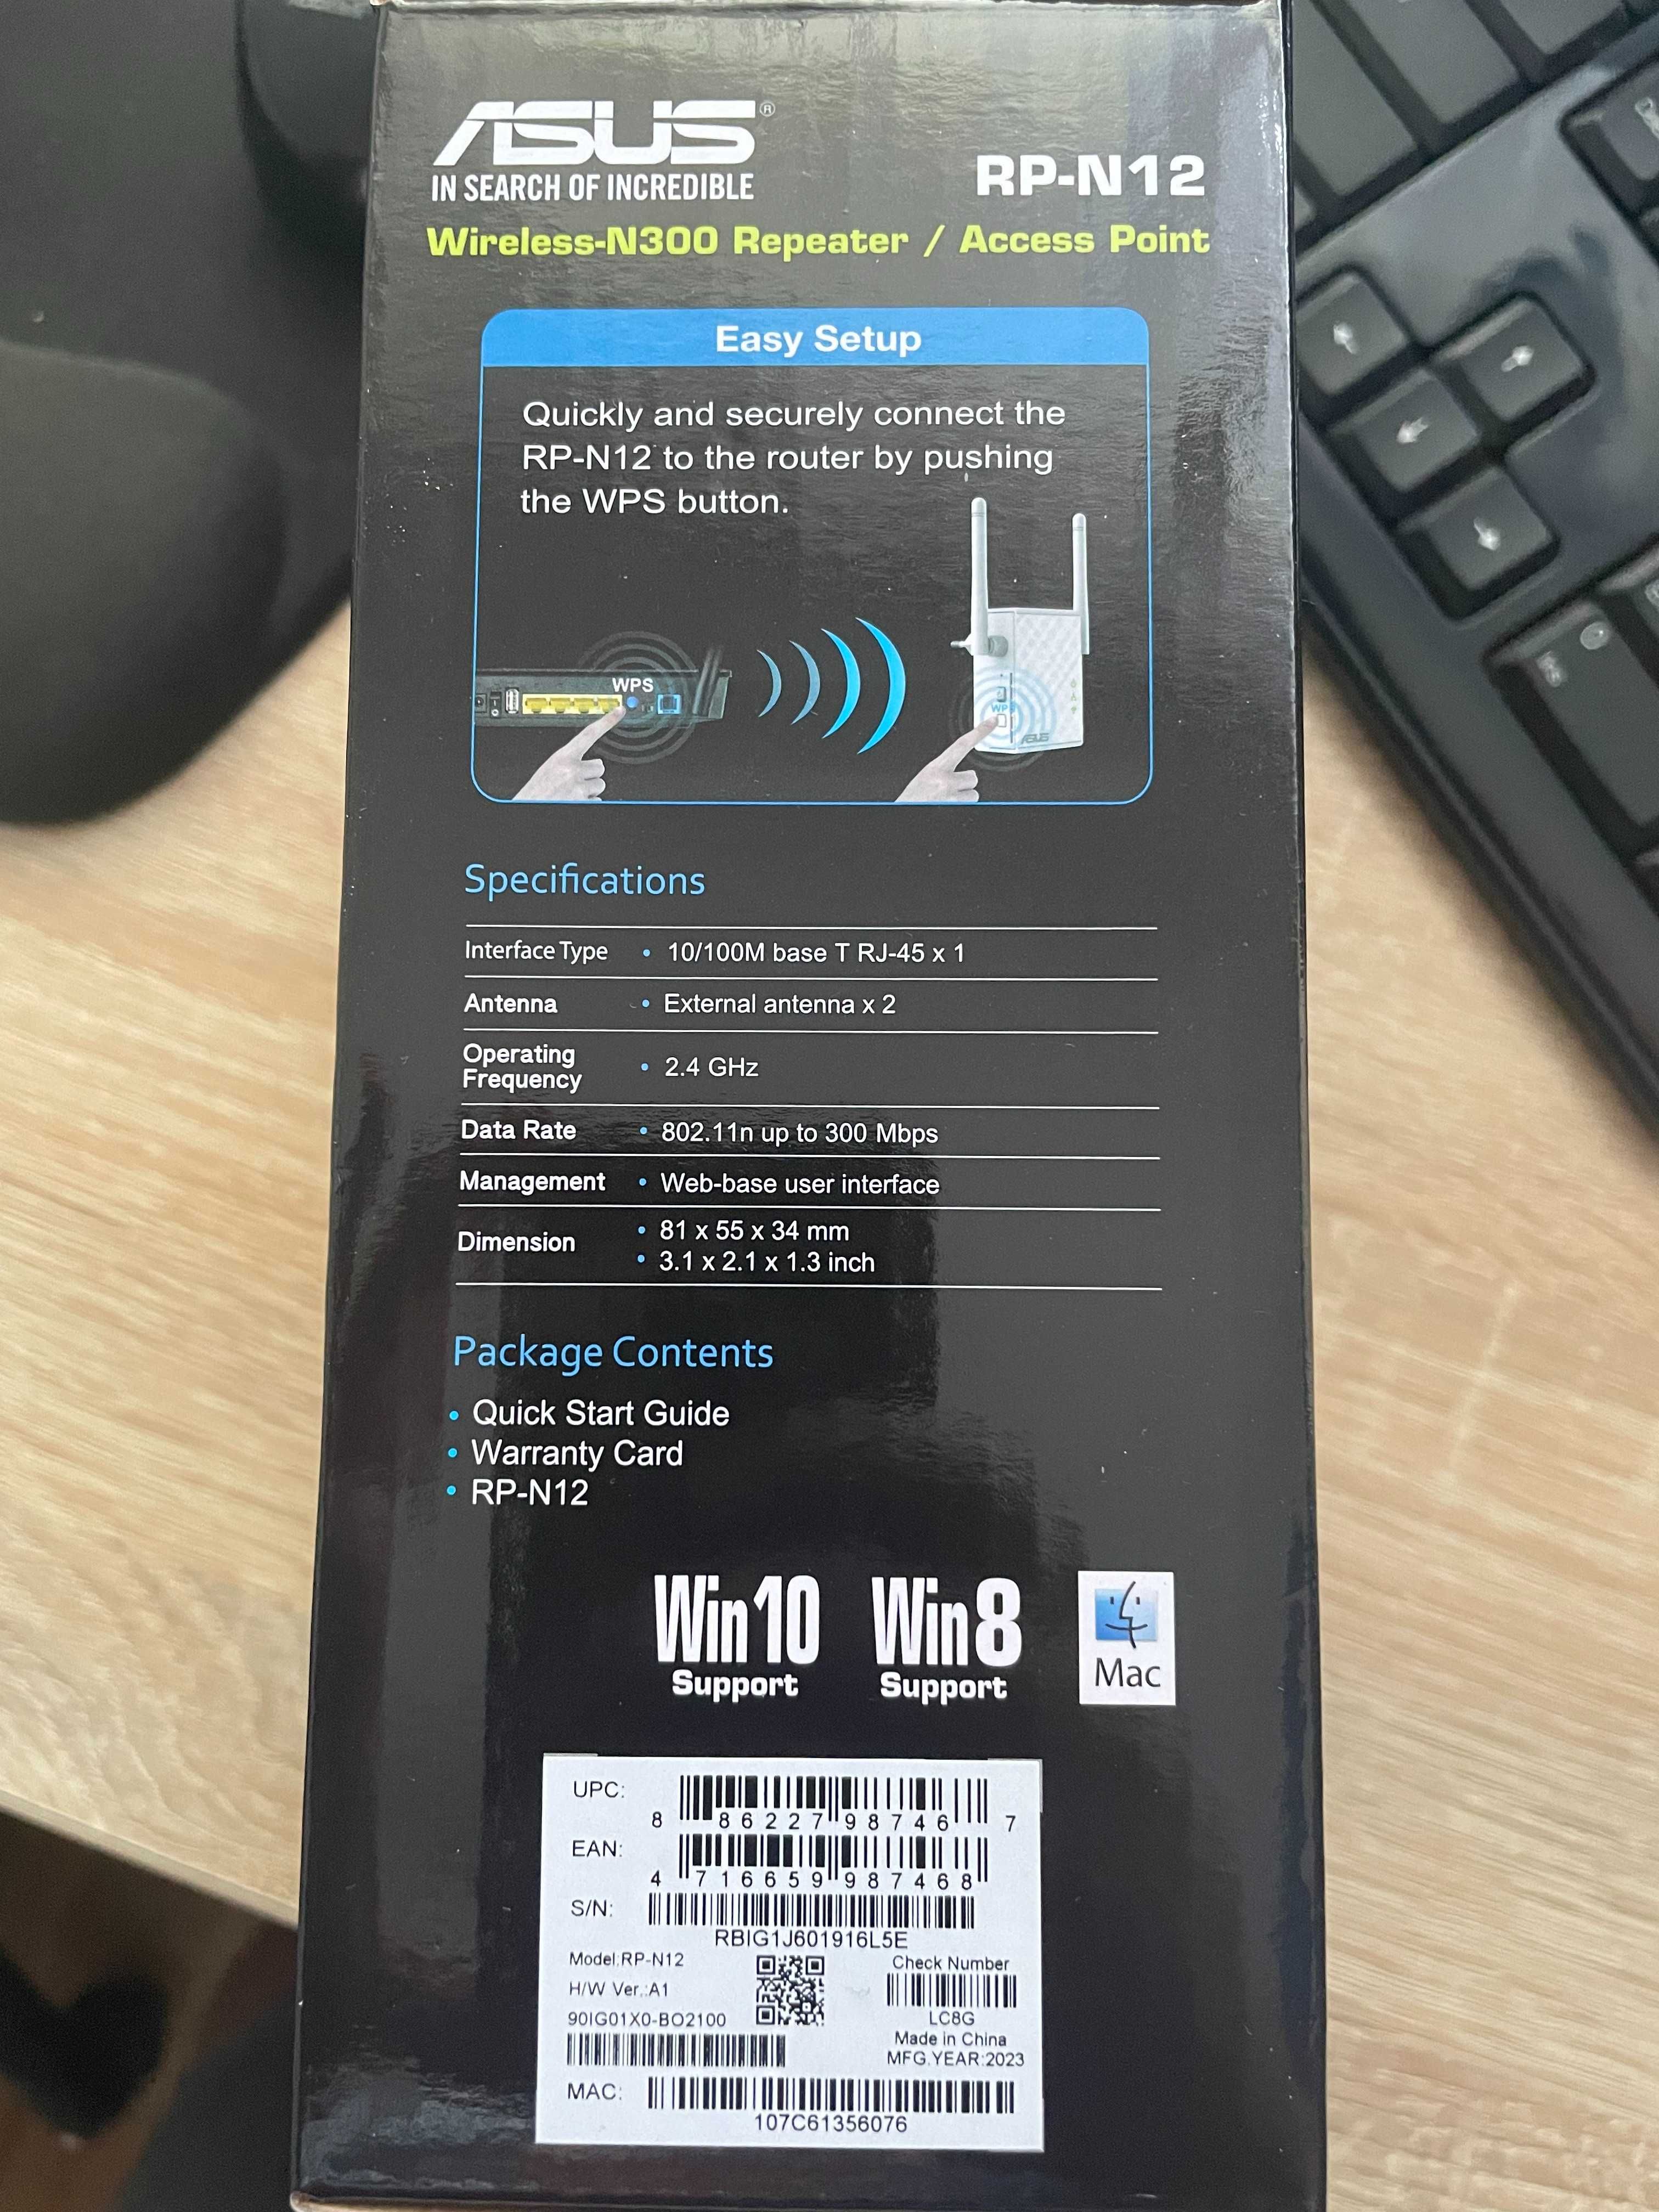 ASUS®
IN SEARCH OF INCREDIBLE
RP-N12
Wireless-N300 Repeater / Access Point
Easy Setup
Quickly and securely connect the
RP-N12 to the router by pushing
the WPS button.
WPS
WPS
ASUS
Specifications
Interface Type • 10/100M base T RJ-45 x 1
Antenna • External antenna x 2
Operating
Frequency • 2.4 GHz
Data Rate • 802.11n up to 300 Mbps
Management • Web-base user interface
Dimension • 81 x 55 x 34 mm
• 3.1 x 2.1 x 1.3 inch
Package Contents
• Quick Start Guide
• Warranty Card
• RP-N12
Win10 Support
Win8 Support
Mac
UPC:
8 86227 98746 7
EAN:
4 716659 987468
S/N:
RBIG1J601916L5E
Model:RP-N12
H/W Ver.:A1
90IG01X0-BO2100
Check Number
LC8G
Made in China
MFG.YEAR:2023
MAC:
107C61356076